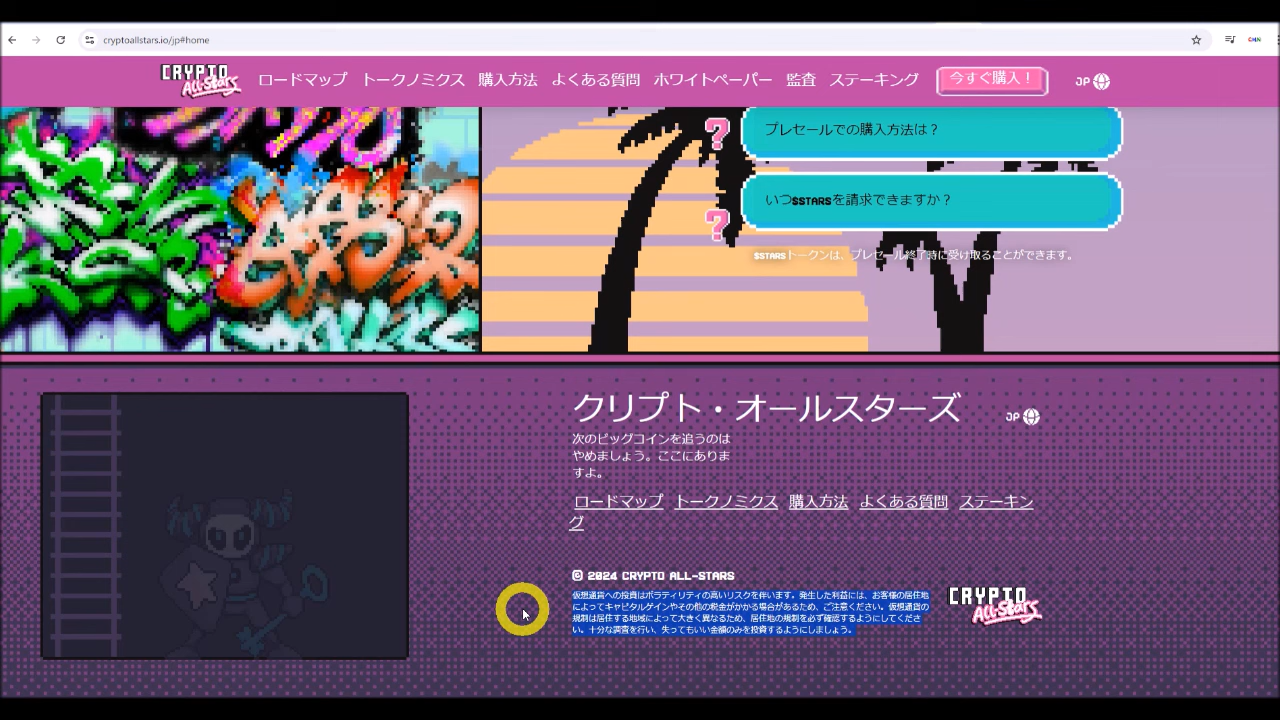 cryptoallstars.io/jp#home
CRYPTO All-Stars ロードマップ トークノミクス 購入方法 よくある質問 ホワイトペーパー 監査 ステーキング 今すぐ購入！ JP
? プレセールでの購入方法は？
? いつ$STARSを請求できますか？
$STARSトークンは、プレセール終了時に受け取ることができます。
クリプト・オールスターズ JP
次のビッグコインを追うのは
やめましょう。ここにありま
すよ。
ロードマップ トークノミクス 購入方法 よくある質問 ステーキン
グ
© 2024 CRYPTO ALL-STARS
仮想通貨への投資はボラティリティの高いリスクを伴います。発生した利益には、お客様の居住地
によってキャピタルゲインやその他の税金がかかる場合があるため、ご注意ください。仮想通貨の
規制は居住する地域によって大きく異なるため、居住地の規制を必ず確認するようにしてくださ
い。十分な調査を行い、失ってもいい金額のみを投資するようにしましょう。
CRYPTO
All-Stars